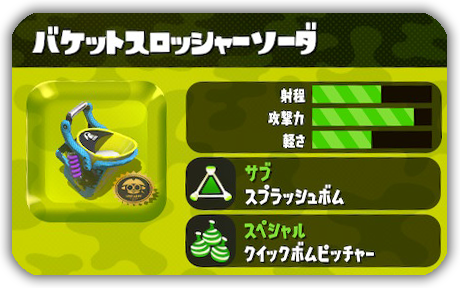 バケットスロッシャーソーダ
射程
攻撃力
軽さ
サブ
スプラッシュボム
スペシャル
クイックボムピッチャー